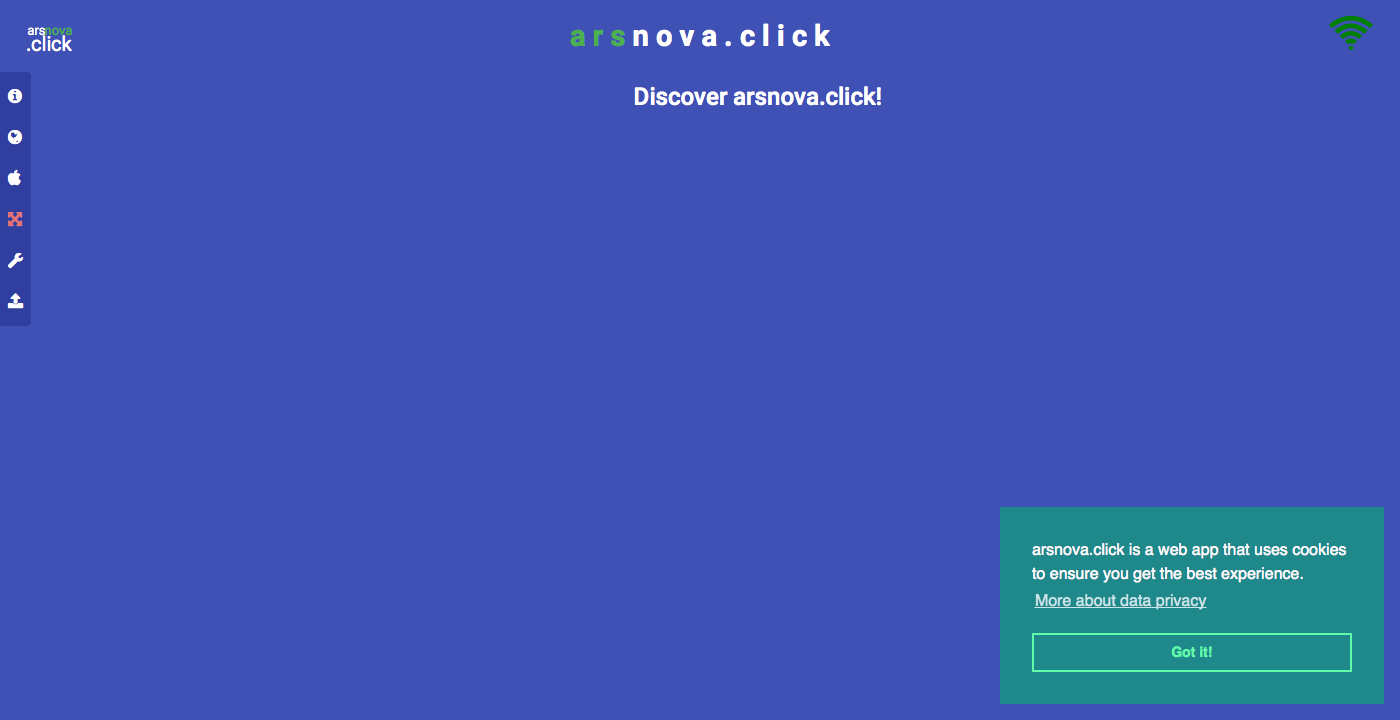 arsnova
.click
arsnova.click
Discover arsnova.click!
arsnova.click is a web app that uses cookies
to ensure you get the best experience.
More about data privacy
Got it!